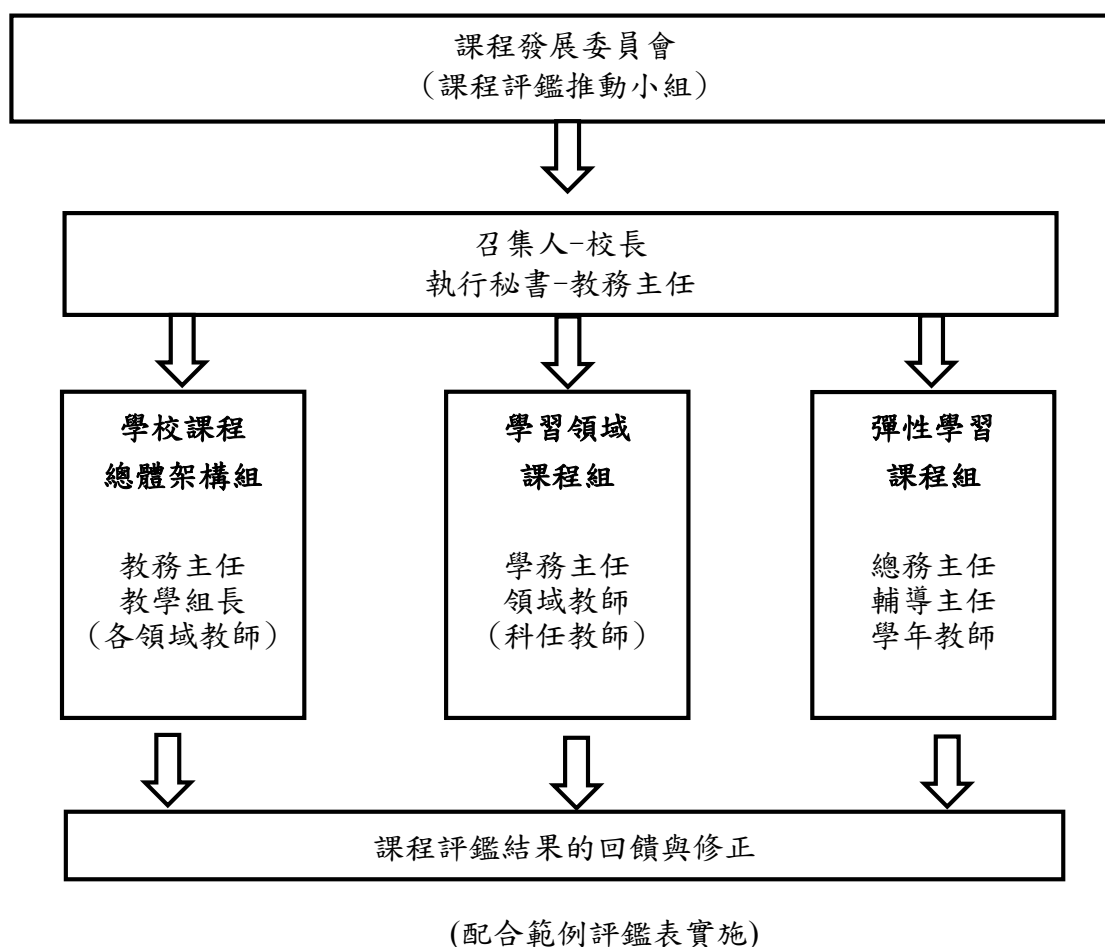 課程發展委員會
（課程評鑑推動小組）
召集人-校長
執行秘書-教務主任
學校課程
總體架構組
教務主任
教學組長
（各領域教師）
學習領域
課程組
學務主任
領域教師
（科任教師）
彈性學習
課程組
總務主任
輔導主任
學年教師
課程評鑑結果的回饋與修正
(配合範例評鑑表實施)